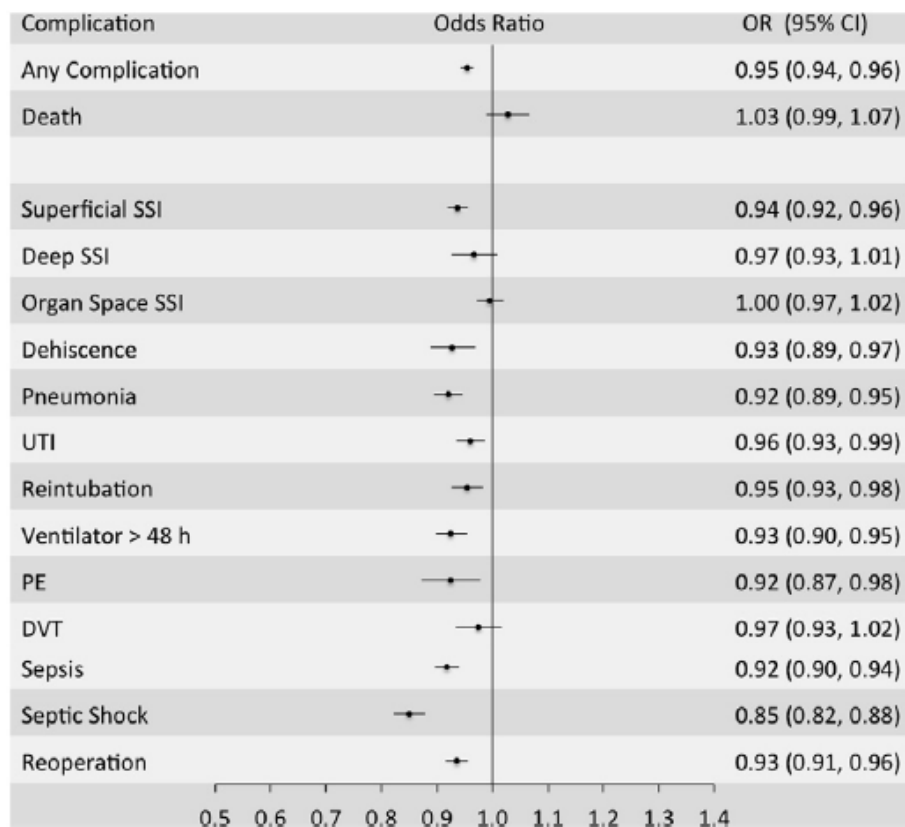 Complication Odds Ratio OR (95% CI)
Any Complication 0.95 (0.94, 0.96)
Death 1.03 (0.99, 1.07)
Superficial SSI 0.94 (0.92, 0.96)
Deep SSI 0.97 (0.93, 1.01)
Organ Space SSI 1.00 (0.97, 1.02)
Dehiscence 0.93 (0.89, 0.97)
Pneumonia 0.92 (0.89, 0.95)
UTI 0.96 (0.93, 0.99)
Reintubation 0.95 (0.93, 0.98)
Ventilator > 48 h 0.93 (0.90, 0.95)
PE 0.92 (0.87, 0.98)
DVT 0.97 (0.93, 1.02)
Sepsis 0.92 (0.90, 0.94)
Septic Shock 0.85 (0.82, 0.88)
Reoperation 0.93 (0.91, 0.96)
0.5 0.6 0.7 0.8 0.9 1.0 1.1 1.2 1.3 1.4